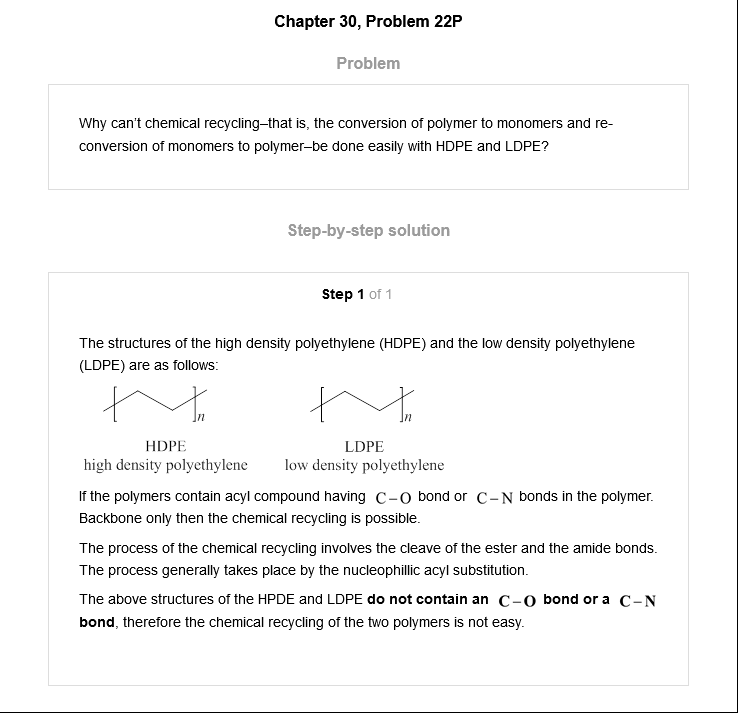 Chapter 30, Problem 22P
Problem
Why can't chemical recycling–that is, the conversion of polymer to monomers and re-
conversion of monomers to polymer–be done easily with HDPE and LDPE?
Step-by-step solution
Step 1 of 1
The structures of the high density polyethylene (HDPE) and the low density polyethylene
(LDPE) are as follows:
n n
HDPE LDPE
high density polyethylene low density polyethylene
If the polymers contain acyl compound having C–O bond or C–N bonds in the polymer.
Backbone only then the chemical recycling is possible.
The process of the chemical recycling involves the cleave of the ester and the amide bonds.
The process generally takes place by the nucleophillic acyl substitution.
The above structures of the HPDE and LDPE do not contain an C–O bond or a C–N
bond, therefore the chemical recycling of the two polymers is not easy.